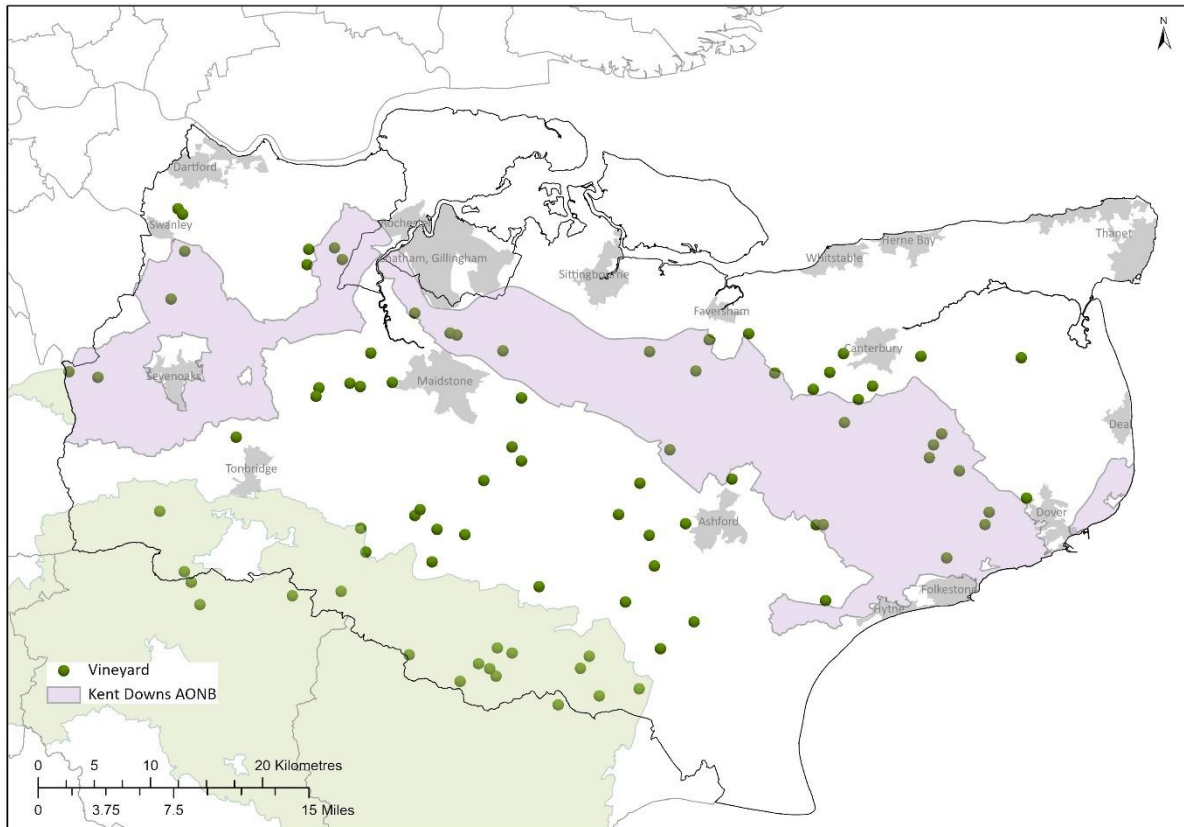 N
Dartford
Swanley
Rochester
Chatham, Gillingham
Sittingbourne
Whitstable
Herne Bay
Thanet
Faversham
Canterbury
Sevenoaks
Maidstone
Deal
Tonbridge
Ashford
Dover
Folkestone
Hythe
Vineyard
Kent Downs AONB
0 5 10 20 Kilometres
0 3.75 7.5 15 Miles